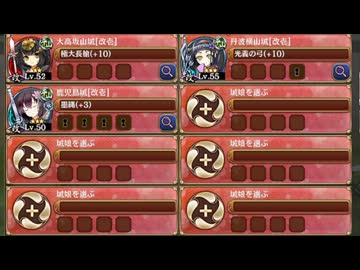 大高坂山城[改壱]
極大長槍(+10)
Lv.52
丹波横山城[改壱]
光義の弓(+10)
Lv.55
鹿児島城[改壱]
墨縄(+3)
Lv.50
城娘を選ぶ
城娘を選ぶ
城娘を選ぶ
城娘を選ぶ
城娘を選ぶ